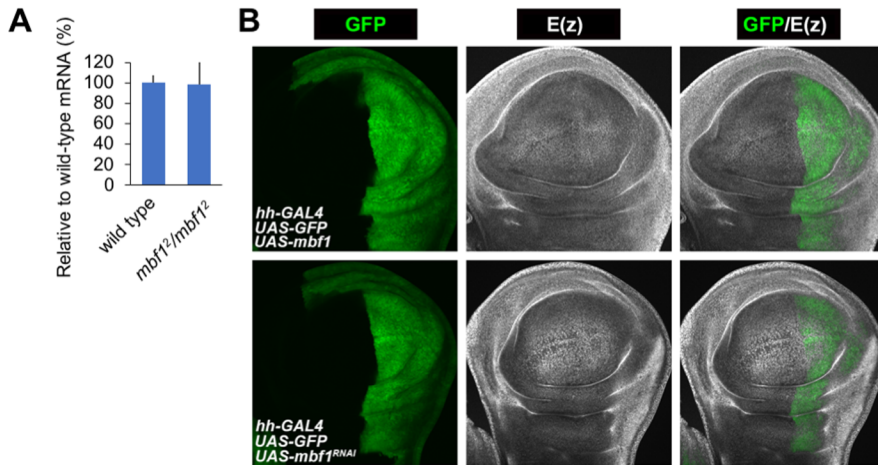 A
Relative to wild-type mRNA (%)
120
100
80
60
40
20
0
wild type
mbf1²/mbf1²
B
GFP
E(z)
GFP/E(z)
hh-GAL4
UAS-GFP
UAS-mbf1
hh-GAL4
UAS-GFP
UAS-mbf1ᴿᴺᴬⁱ